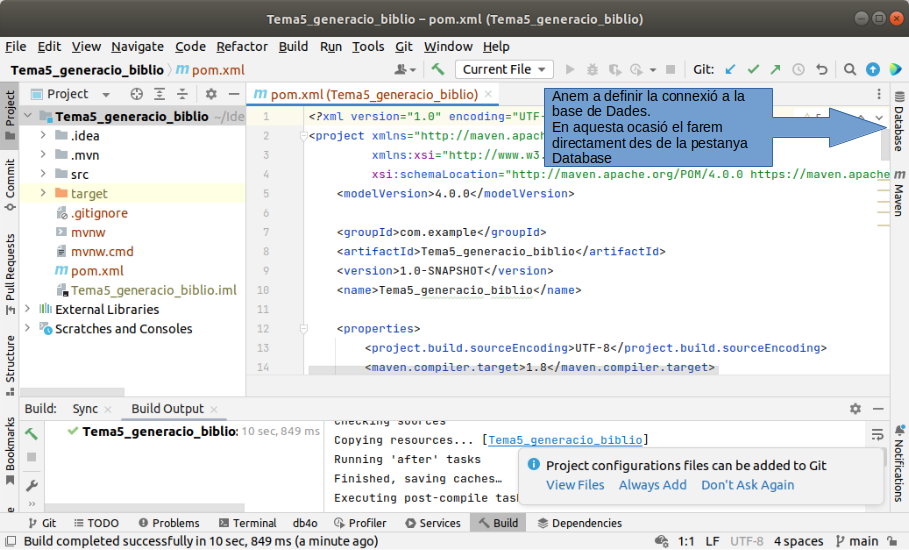 Tema5_generacio_biblio – pom.xml (Tema5_generacio_biblio)
File Edit View Navigate Code Refactor Build Run Tools Git Window Help
Tema5_generacio_biblio pom.xml Current File Git:
Project
Project
pom.xml (Tema5_generacio_biblio)
Tema5_generacio_biblio ~/Ide
.idea
.mvn
src
target
.gitignore
mvnw
mvnw.cmd
pom.xml
Tema5_generacio_biblio.iml
External Libraries
Scratches and Consoles
Commit
Pull Requests
Structure
Bookmarks
1 <?xml version="1.0" encoding="UTF-
2 <project xmlns="http://maven.apac
3 xmlns:xsi="http://www.w3.
4 xsi:schemaLocation="http://maven.apache.org/POM/4.0.0 https://maven.apache
5 <modelVersion>4.0.0</modelVersion>
6
7 <groupId>com.example</groupId>
8 <artifactId>Tema5_generacio_biblio</artifactId>
9 <version>1.0-SNAPSHOT</version>
10 <name>Tema5_generacio_biblio</name>
11
12 <properties>
13 <project.build.sourceEncoding>UTF-8</project.build.sourceEncoding>
14 <maven.compiler.target>1.8</maven.compiler.target>
Anem a definir la connexió a la
base de Dades.
En aquesta ocasió el farem
directament des de la pestanya
Database
Database
Maven
Notifications
Build: Sync Build Output
Tema5_generacio_biblio: 10 sec, 849 ms
Checking sources
Copying resources... [Tema5_generacio_biblio]
Running 'after' tasks
Finished, saving caches…
Executing post-compile task
Project configurations files can be added to Git
View Files Always Add Don't Ask Again
Git TODO Problems Terminal db4o Profiler Services Build Dependencies
Build completed successfully in 10 sec, 849 ms (a minute ago) 1:1 LF UTF-8 4 spaces main